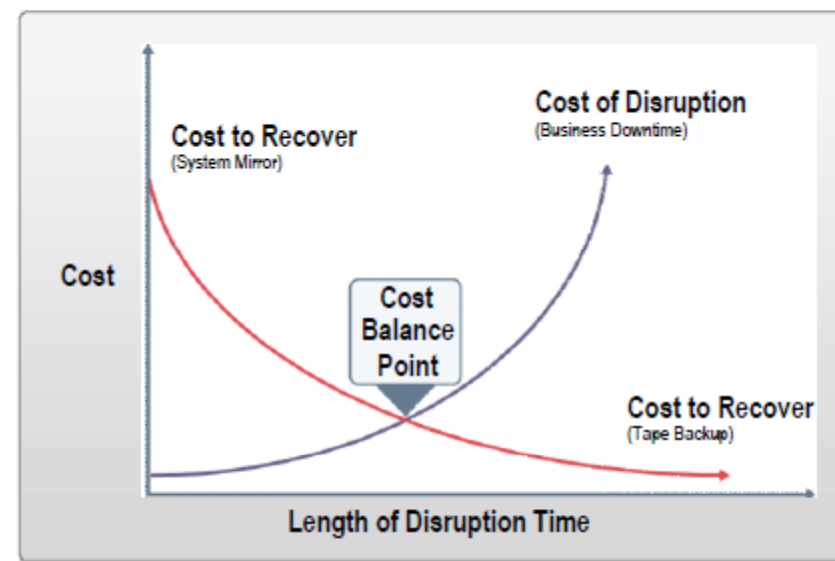 Cost of Disruption
(Business Downtime)
Cost to Recover
(System Mirror)
Cost
Cost
Balance
Point
Cost to Recover
(Tape Backup)
Length of Disruption Time